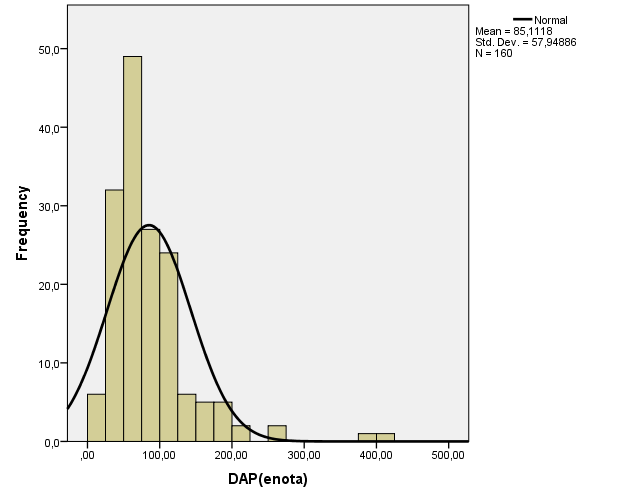 Normal
Mean = 85,1118
Std. Dev. = 57,94886
N = 160
50,0
40,0
30,0
20,0
10,0
0,0
Frequency
,00
100,00
200,00
300,00
400,00
500,00
DAP(enota)